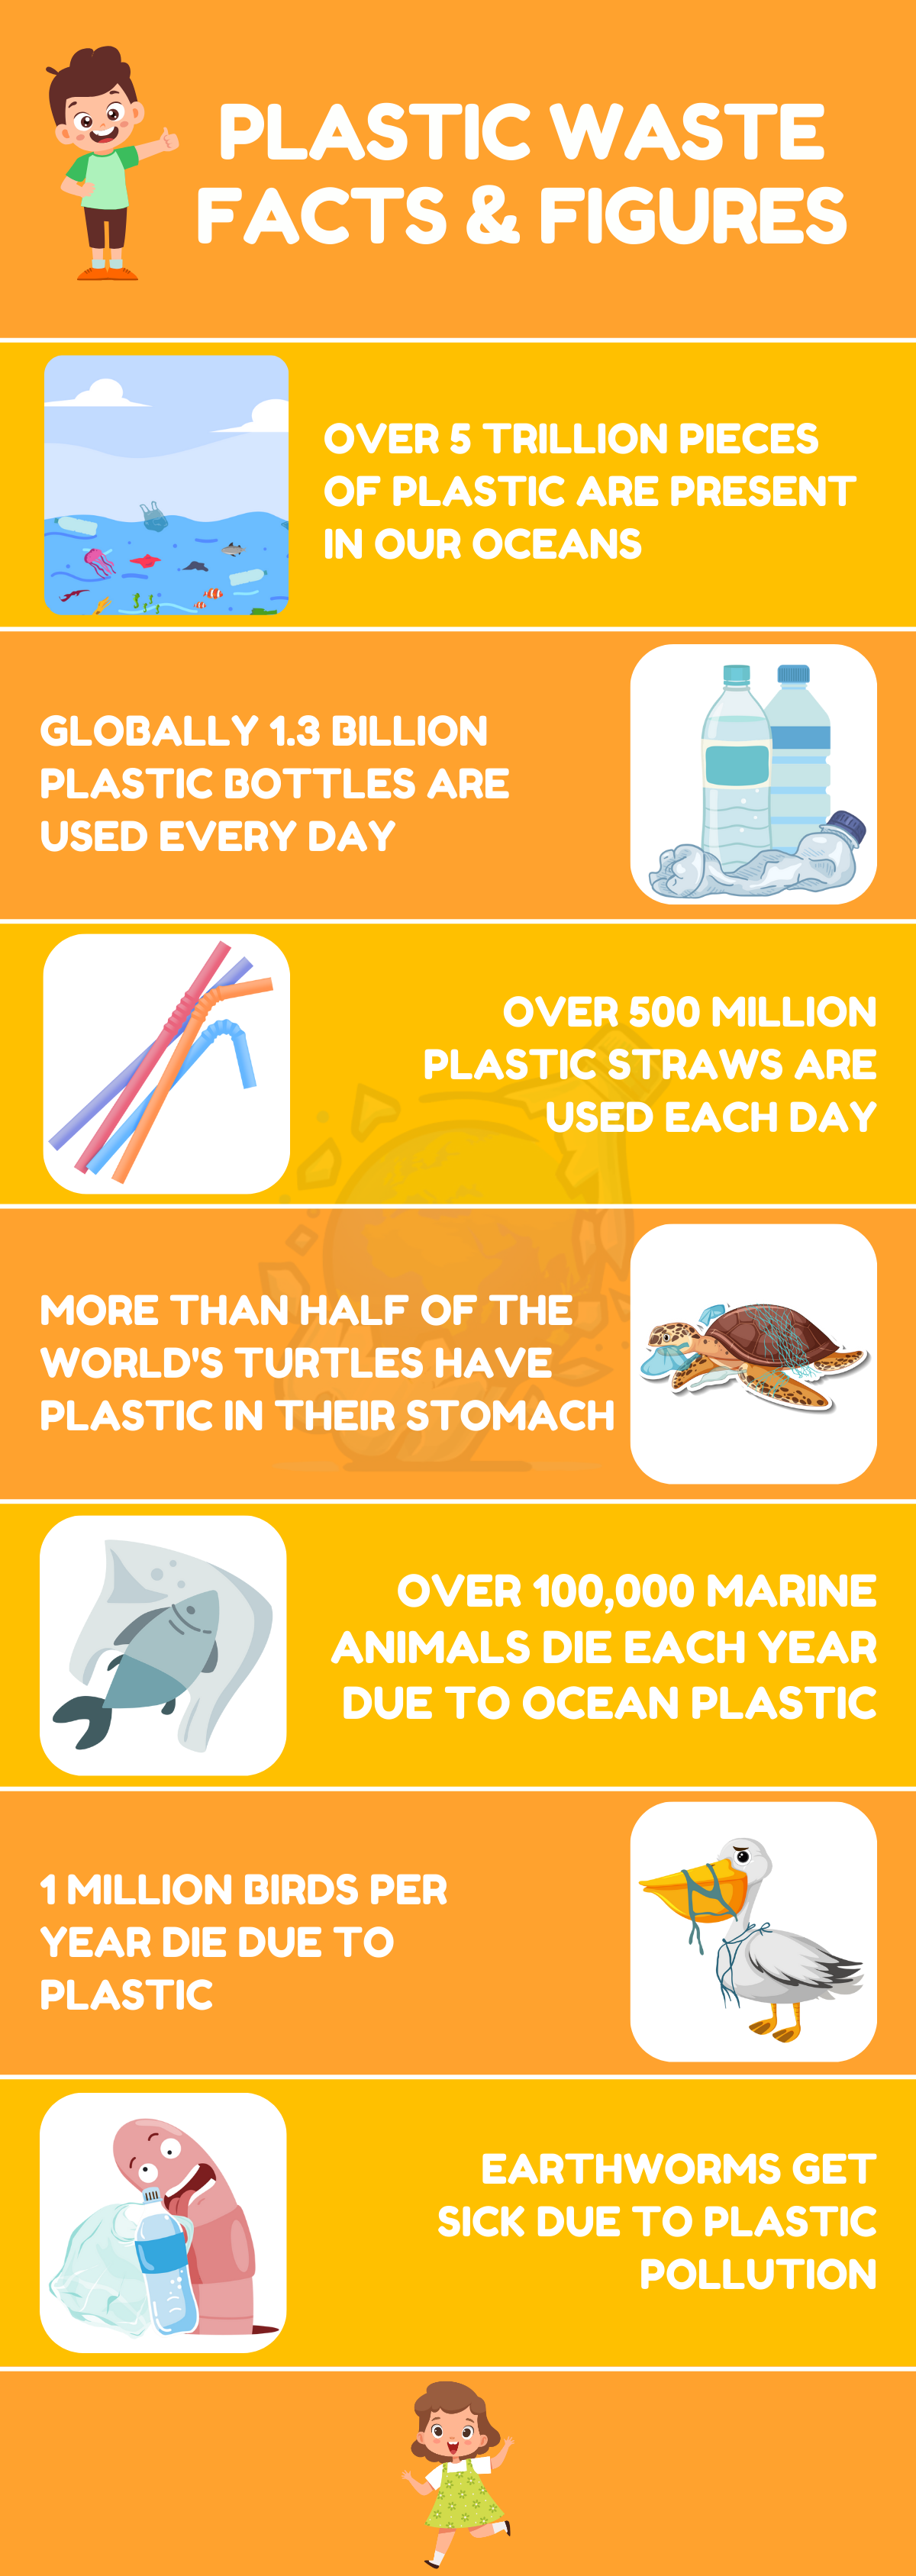 PLASTIC WASTE
FACTS & FIGURES
OVER 5 TRILLION PIECES
OF PLASTIC ARE PRESENT
IN OUR OCEANS
GLOBALLY 1.3 BILLION
PLASTIC BOTTLES ARE
USED EVERY DAY
OVER 500 MILLION
PLASTIC STRAWS ARE
USED EACH DAY
MORE THAN HALF OF THE
WORLD'S TURTLES HAVE
PLASTIC IN THEIR STOMACH
OVER 100,000 MARINE
ANIMALS DIE EACH YEAR
DUE TO OCEAN PLASTIC
1 MILLION BIRDS PER
YEAR DIE DUE TO
PLASTIC
EARTHWORMS GET
SICK DUE TO PLASTIC
POLLUTION